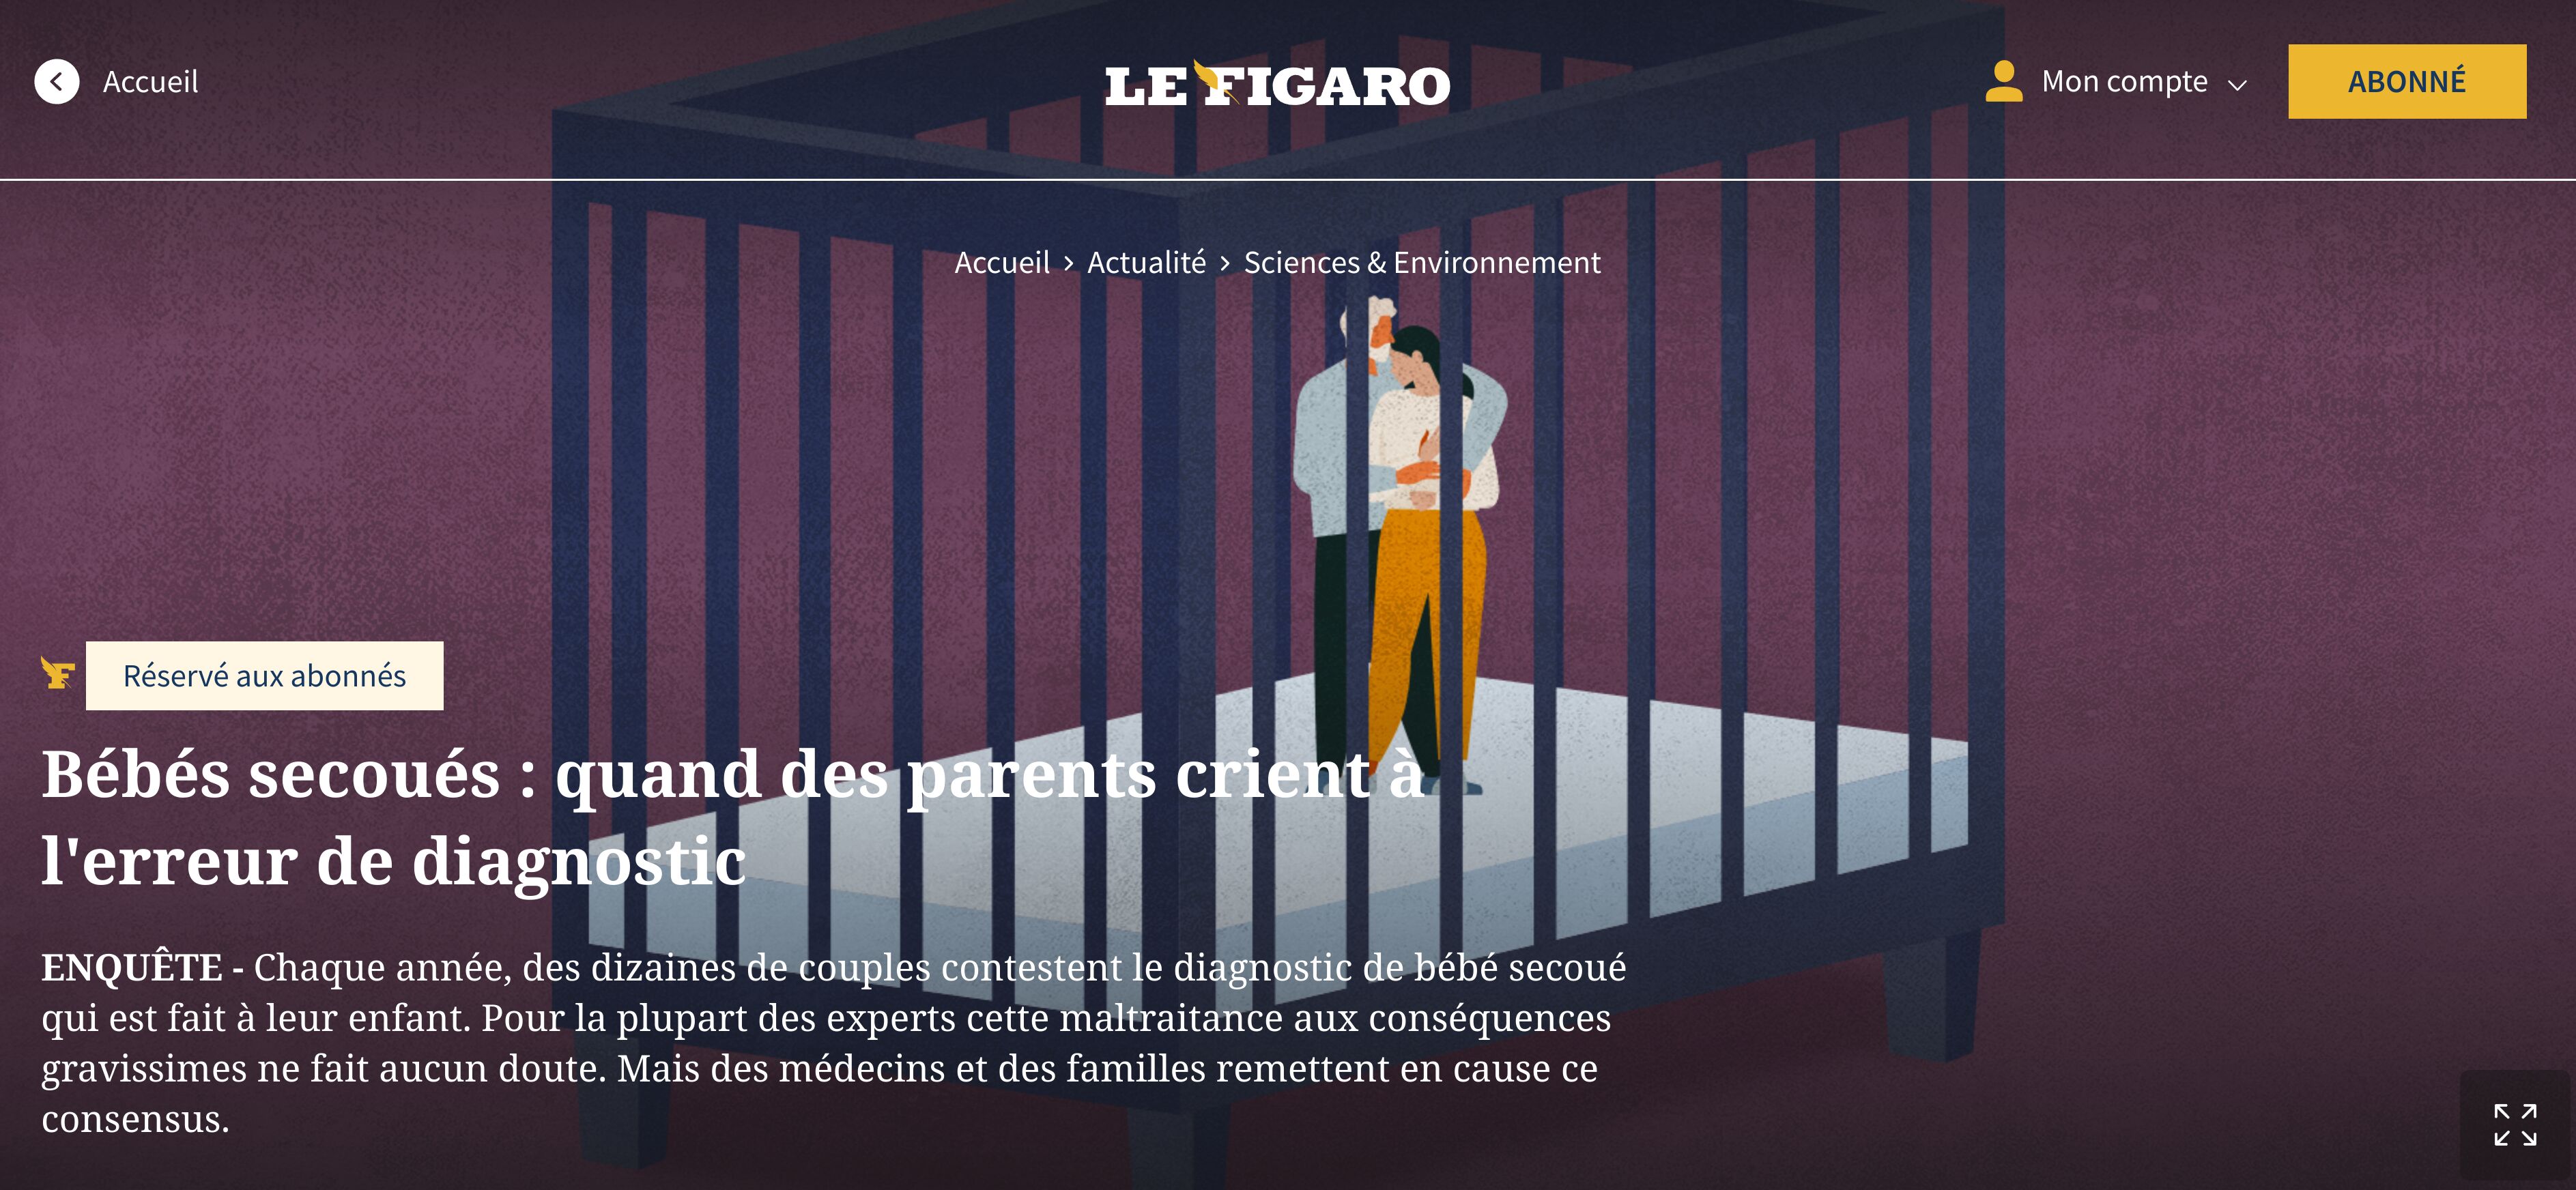 Accueil
LE FIGARO
Mon compte
ABONNÉ
Accueil > Actualité > Sciences & Environnement
F
Réservé aux abonnés
Bébés secoués : quand des parents crient à
l'erreur de diagnostic
ENQUÊTE - Chaque année, des dizaines de couples contestent le diagnostic de bébé secoué
qui est fait à leur enfant. Pour la plupart des experts cette maltraitance aux conséquences
gravissimes ne fait aucun doute. Mais des médecins et des familles remettent en cause ce
consensus.